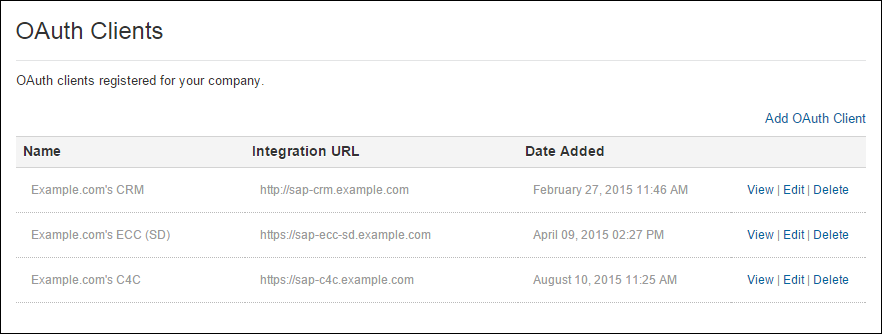 OAuth Clients
OAuth clients registered for your company.
Add OAuth Client
Name Integration URL Date Added
Example.com's CRM http://sap-crm.example.com February 27, 2015 11:46 AM View | Edit | Delete
Example.com's ECC (SD) https://sap-ecc-sd.example.com April 09, 2015 02:27 PM View | Edit | Delete
Example.com's C4C https://sap-c4c.example.com August 10, 2015 11:25 AM View | Edit | Delete